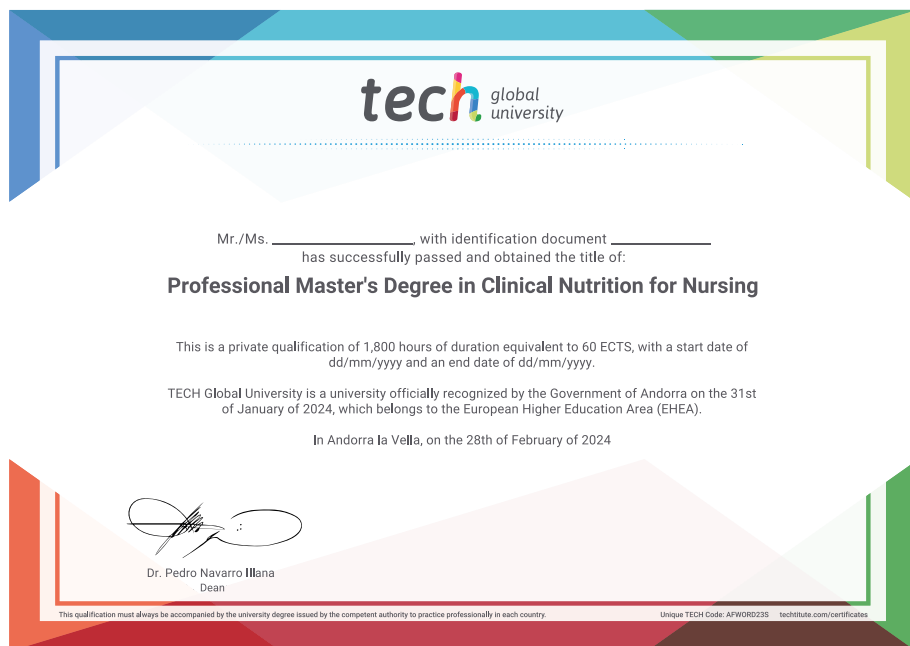 tech global university
Mr./Ms. ____________________, with identification document ______________
has successfully passed and obtained the title of:
Professional Master's Degree in Clinical Nutrition for Nursing
This is a private qualification of 1,800 hours of duration equivalent to 60 ECTS, with a start date of
dd/mm/yyyy and an end date of dd/mm/yyyy.
TECH Global University is a university officially recognized by the Government of Andorra on the 31st
of January of 2024, which belongs to the European Higher Education Area (EHEA).
In Andorra la Vella, on the 28th of February of 2024
Dr. Pedro Navarro Illana
Dean
This qualification must always be accompanied by the university degree issued by the competent authority to practice professionally in each country.
Unique TECH Code: AFWORD23S techtitute.com/certificates